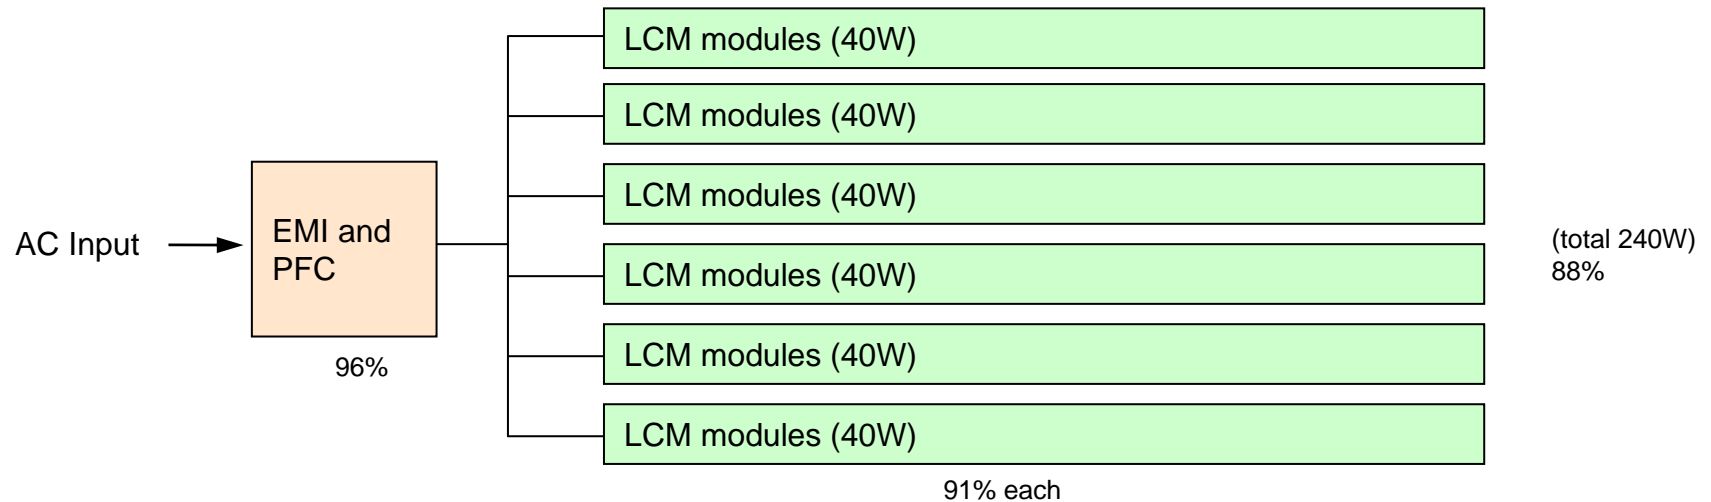 LCM modules (40W)
LCM modules (40W)
LCM modules (40W)
AC Input
EMI and
PFC
LCM modules (40W)
(total 240W)
88%
LCM modules (40W)
96%
LCM modules (40W)
91% each